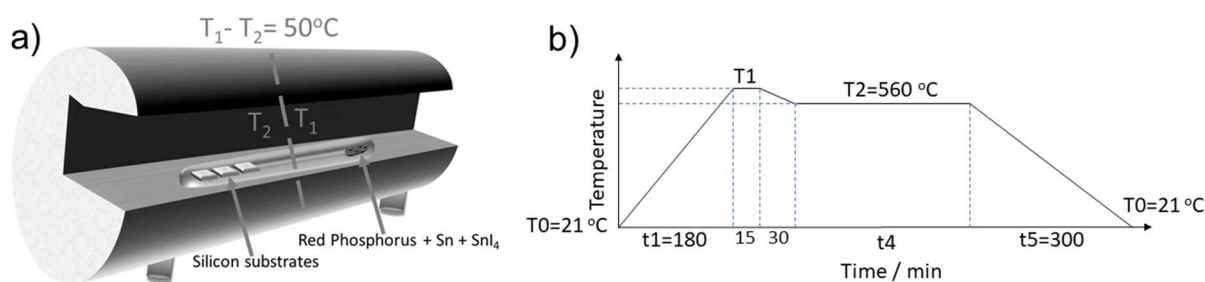 a)
T₁- T₂= 50°C
T₂ T₁
Red Phosphorus + Sn + SnI₄
Silicon substrates
b)
Temperature
T1
T2=560 °C
T0=21 °C
T0=21 °C
t1=180
15
30
t4
t5=300
Time / min